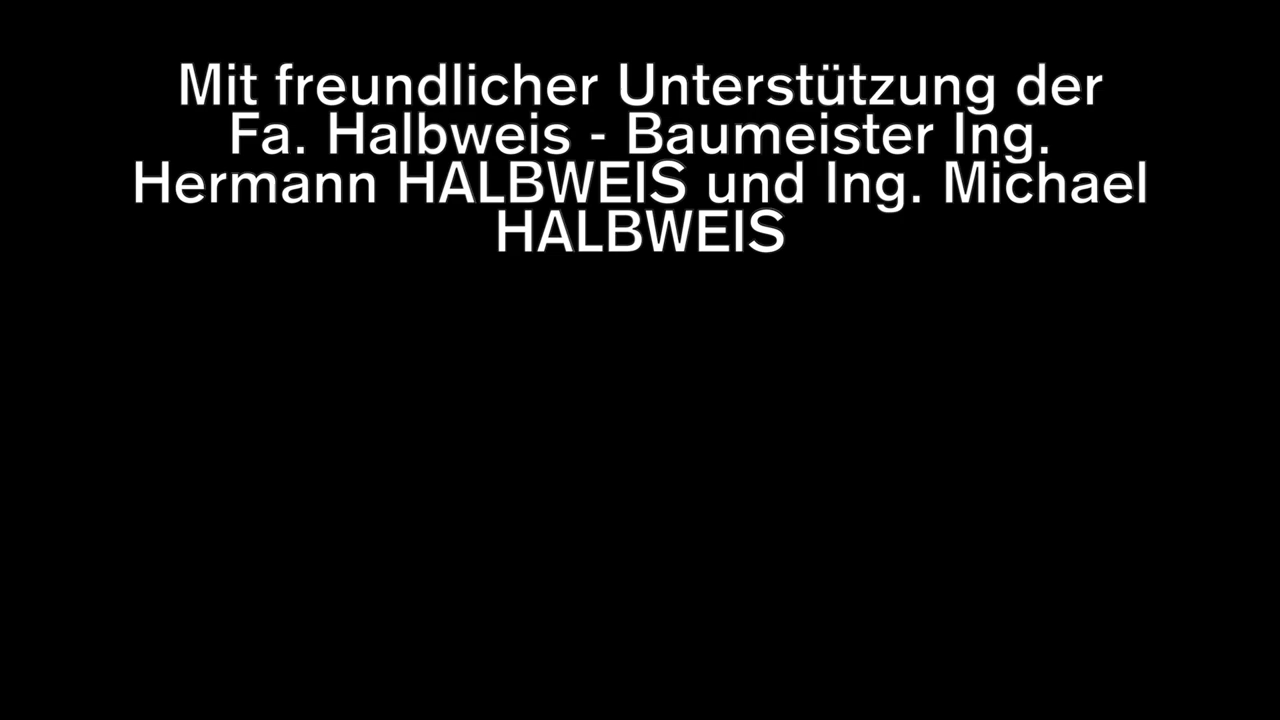 Mit freundlicher Unterstützung der
Fa. Halbweis - Baumeister Ing.
Hermann HALBWEIS und Ing. Michael
HALBWEIS